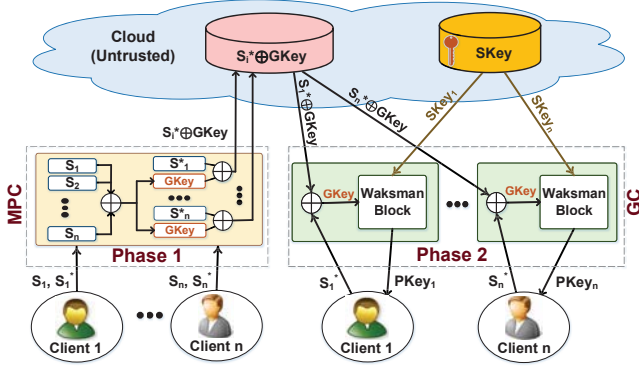 Cloud
(Untrusted)
Sᵢ*⊕GKey
SKey
Sᵢ*⊕GKey
S₁*⊕GKey
Sₙ*⊕GKey
SKey₁
SKeyₙ
MPC
S₁
S₂
Sₙ
S*₁
GKey
S*ₙ
GKey
Phase 1
GKey
Waksman
Block
GKey
Waksman
Block
Phase 2
GC
S₁, S₁*
Sₙ, Sₙ*
S₁*
PKey₁
Sₙ*
PKeyₙ
Client 1
Client n
Client 1
Client n